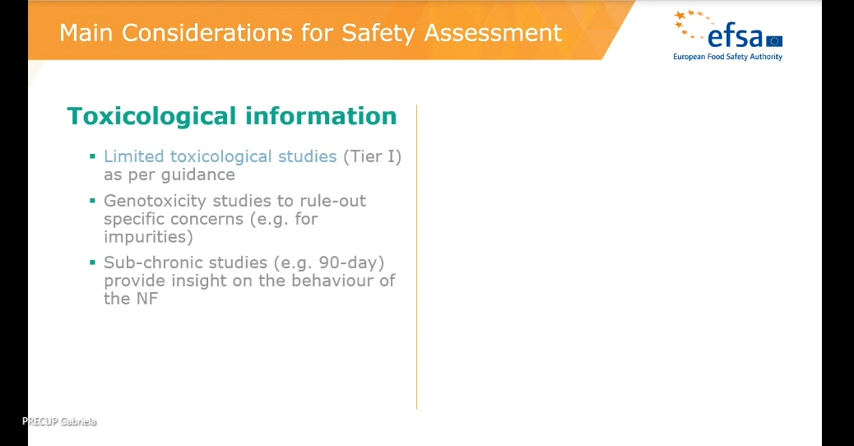 Main Considerations for Safety Assessment
efsa
European Food Safety Authority
Toxicological information
Limited toxicological studies (Tier I)
as per guidance
Genotoxicity studies to rule-out
specific concerns (e.g. for
impurities)
Sub-chronic studies (e.g. 90-day)
provide insight on the behaviour of
the NF
PRECUP Gabriela